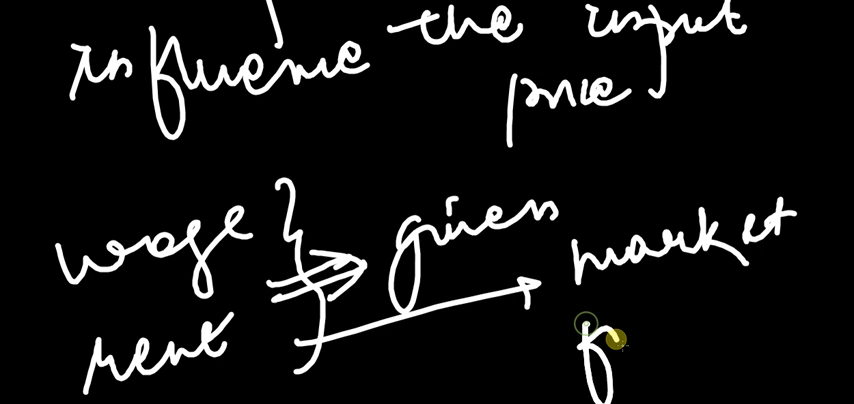 influence the input
price
wage } given market
rent